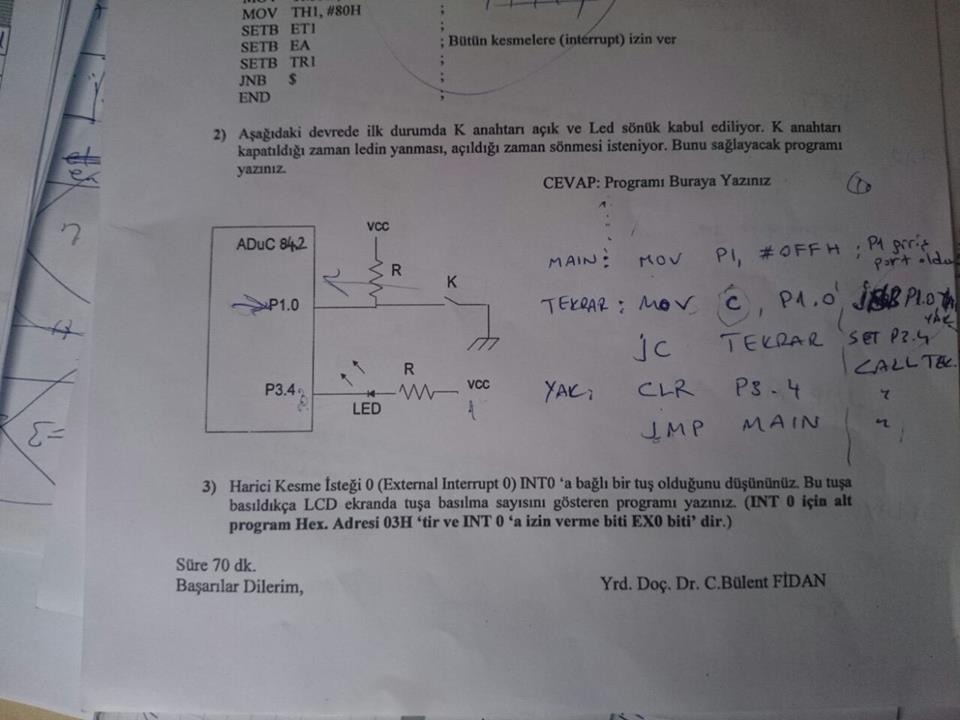 MOV TH1, #80H ;
SETB ET1 ;
SETB EA ; Bütün kesmelere (interrupt) izin ver
SETB TR1 ;
JNB $ ;
END ;
2) Aşağıdaki devrede ilk durumda K anahtarı açık ve Led sönük kabul ediliyor. K anahtarı
kapatıldığı zaman ledin yanması, açıldığı zaman sönmesi isteniyor. Bunu sağlayacak programı
yazınız.
CEVAP: Programı Buraya Yazınız
ADuC 842
VCC
R
K
P1.0
P3.4
LED
R
VCC
MAIN: MOV P1, #0FFH ; P1 giriş
port oldu
TEKRAR: MOV C, P1.0 P1.0
YAK
JC TEKRAR SET P3.4
CALL TEK.
YAK: CLR P3-4 "
JMP MAIN "
3) Harici Kesme İsteği 0 (External Interrupt 0) INT0 ‘a bağlı bir tuş olduğunu düşününüz. Bu tuşa
basıldıkça LCD ekranda tuşa basılma sayısını gösteren programı yazınız. (INT 0 için alt
program Hex. Adresi 03H ‘tir ve INT 0 ‘a izin verme biti EX0 biti’ dir.)
Süre 70 dk.
Başarılar Dilerim,
Yrd. Doç. Dr. C.Bülent FİDAN